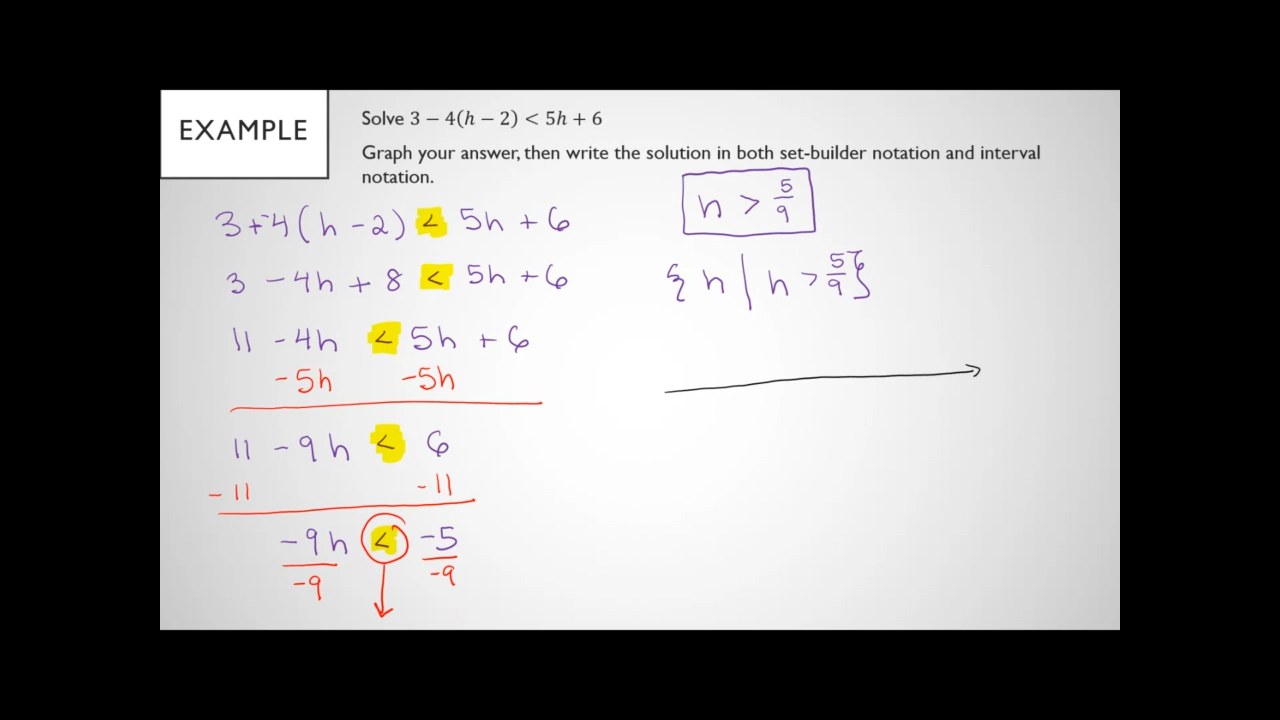 EXAMPLE
Solve 3 − 4(ℎ − 2) < 5ℎ + 6
Graph your answer, then write the solution in both set-builder notation and interval
notation.
3+-4(h-2) < 5h + 6
3 - 4h + 8 < 5h + 6
11 - 4h < 5h + 6
-5h -5h
11 - 9h < 6
-11 -11
-9h < -5
-9 -9
h > 5/9
{ h | h > 5/9 }